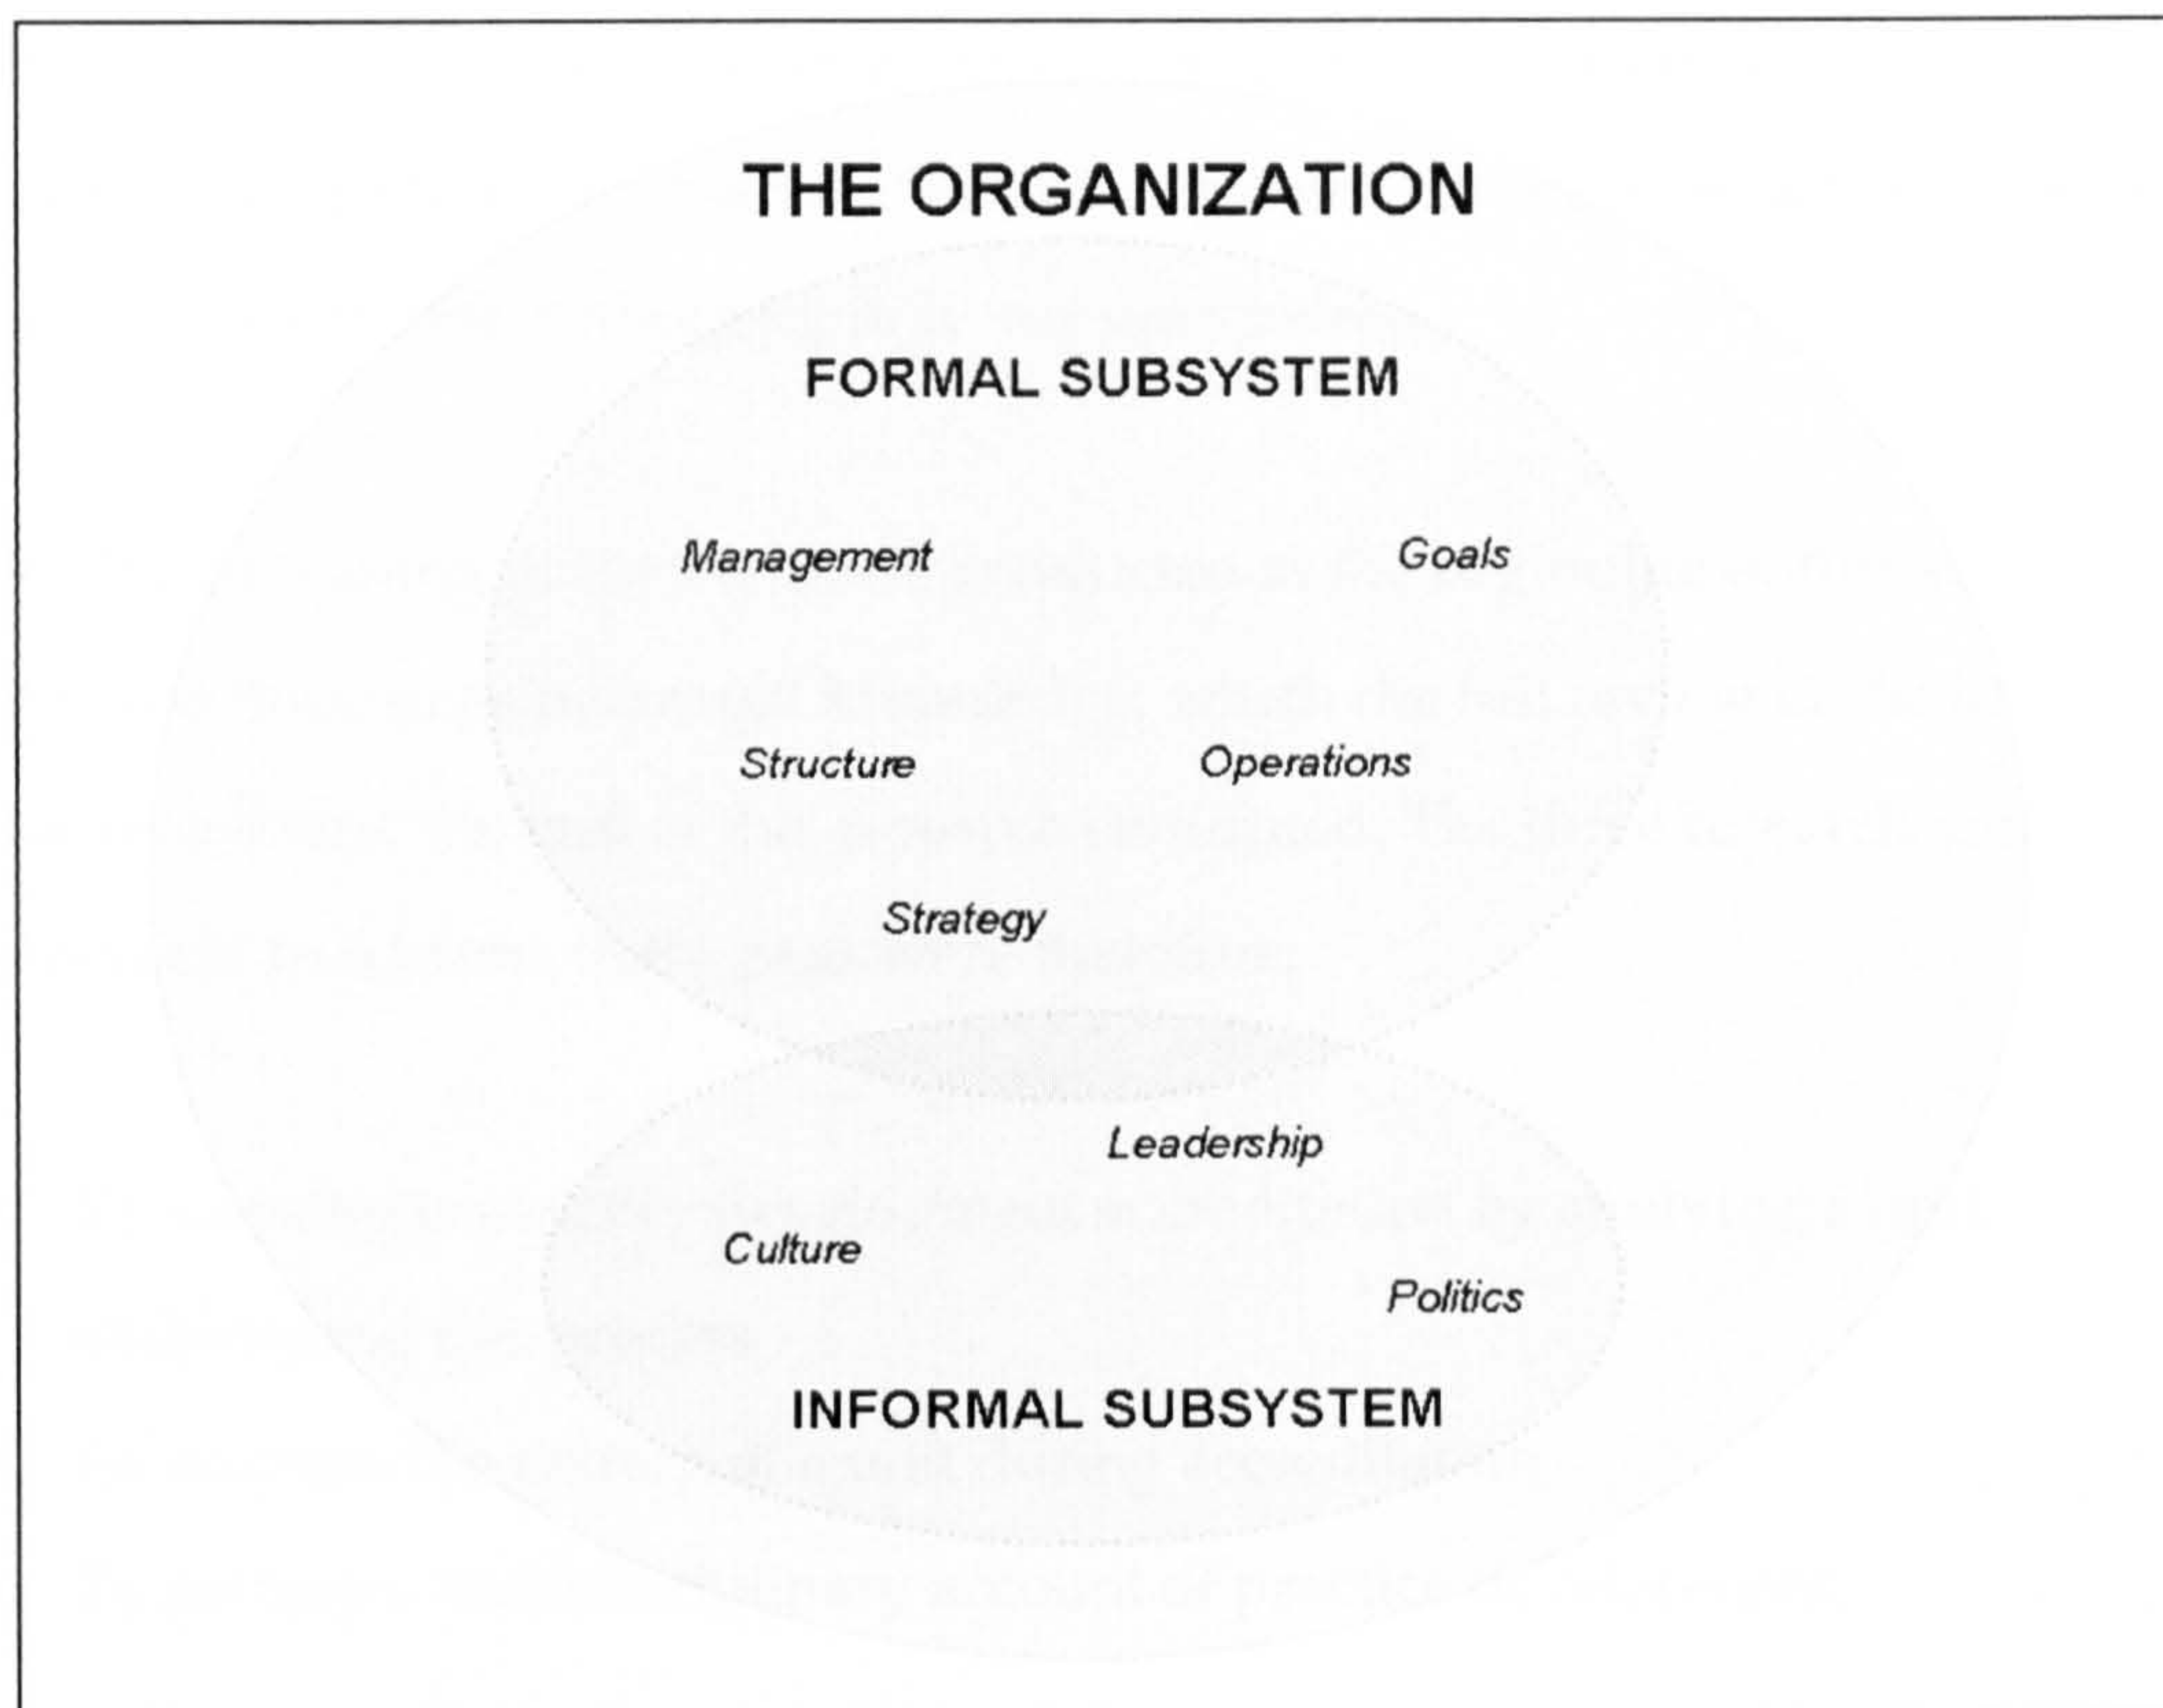 THE ORGANIZATION
FORMAL SUBSYSTEM
Management Goals
Structure Operations
Strategy
Leadership
Culture
Politics
INFORMAL SUBSYSTEM